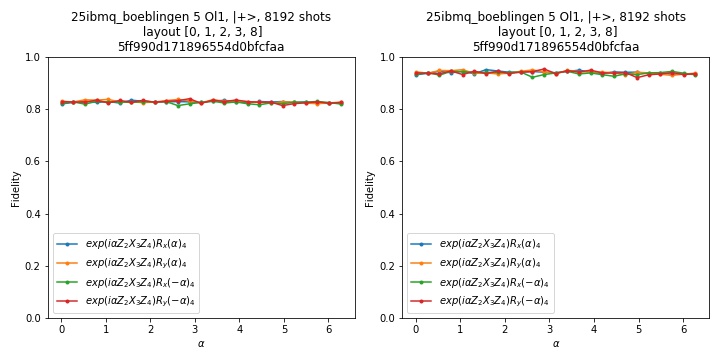 25ibmq_boeblingen 5 Ol1, |+>, 8192 shots
layout [0, 1, 2, 3, 8]
5ff990d171896554d0bfcfaa
1.0
0.8
0.6
0.4
0.2
0.0
Fidelity
exp(iαZ₂X₃Z₄)Rₓ(α)₄
exp(iαZ₂X₃Z₄)Rᵧ(α)₄
exp(iαZ₂X₃Z₄)Rₓ(−α)₄
exp(iαZ₂X₃Z₄)Rᵧ(−α)₄
0 1 2 3 4 5 6
α
25ibmq_boeblingen 5 Ol1, |+>, 8192 shots
layout [0, 1, 2, 3, 8]
5ff990d171896554d0bfcfaa
1.0
0.8
0.6
0.4
0.2
0.0
Fidelity
exp(iαZ₂X₃Z₄)Rₓ(α)₄
exp(iαZ₂X₃Z₄)Rᵧ(α)₄
exp(iαZ₂X₃Z₄)Rₓ(−α)₄
exp(iαZ₂X₃Z₄)Rᵧ(−α)₄
0 1 2 3 4 5 6
α